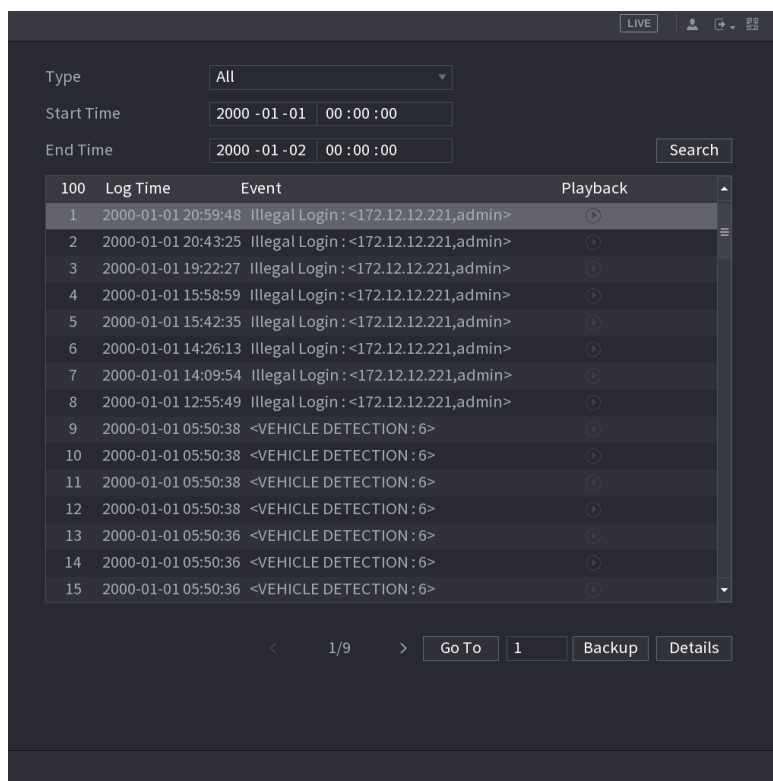 LIVE
Type All
Start Time 2000 -01 -01 00 : 00 : 00
End Time 2000 -01 -02 00 : 00 : 00 Search
100 Log Time Event Playback
1 2000-01-01 20:59:48 Illegal Login : <172.12.12.221,admin>
2 2000-01-01 20:43:25 Illegal Login : <172.12.12.221,admin>
3 2000-01-01 19:22:27 Illegal Login : <172.12.12.221,admin>
4 2000-01-01 15:58:59 Illegal Login : <172.12.12.221,admin>
5 2000-01-01 15:42:35 Illegal Login : <172.12.12.221,admin>
6 2000-01-01 14:26:13 Illegal Login : <172.12.12.221,admin>
7 2000-01-01 14:09:54 Illegal Login : <172.12.12.221,admin>
8 2000-01-01 12:55:49 Illegal Login : <172.12.12.221,admin>
9 2000-01-01 05:50:38 <VEHICLE DETECTION : 6>
10 2000-01-01 05:50:38 <VEHICLE DETECTION : 6>
11 2000-01-01 05:50:38 <VEHICLE DETECTION : 6>
12 2000-01-01 05:50:38 <VEHICLE DETECTION : 6>
13 2000-01-01 05:50:36 <VEHICLE DETECTION : 6>
14 2000-01-01 05:50:36 <VEHICLE DETECTION : 6>
15 2000-01-01 05:50:36 <VEHICLE DETECTION : 6>
< 1/9 > Go To 1 Backup Details